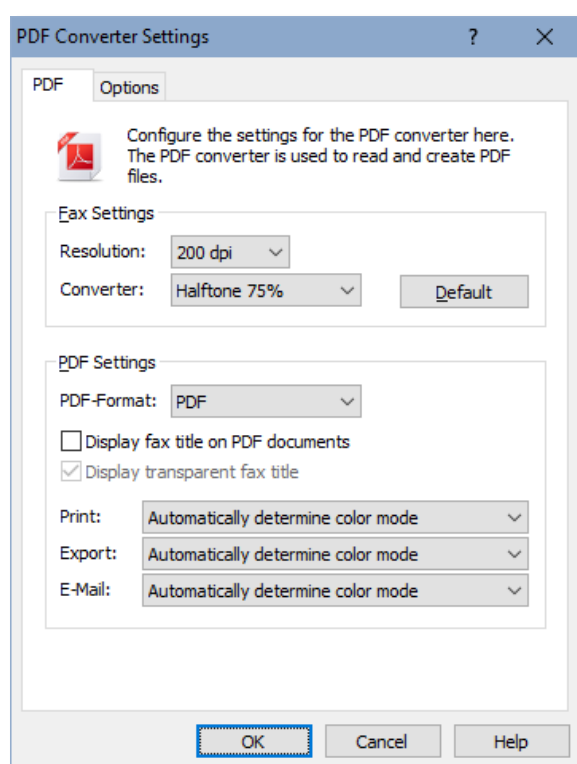 PDF Converter Settings ?
PDF Options
Configure the settings for the PDF converter here.
The PDF converter is used to read and create PDF
files.
Fax Settings
Resolution: 200 dpi
Converter: Halftone 75% Default
PDF Settings
PDF-Format: PDF
Display fax title on PDF documents
Display transparent fax title
Print: Automatically determine color mode
Export: Automatically determine color mode
E-Mail: Automatically determine color mode
OK Cancel Help